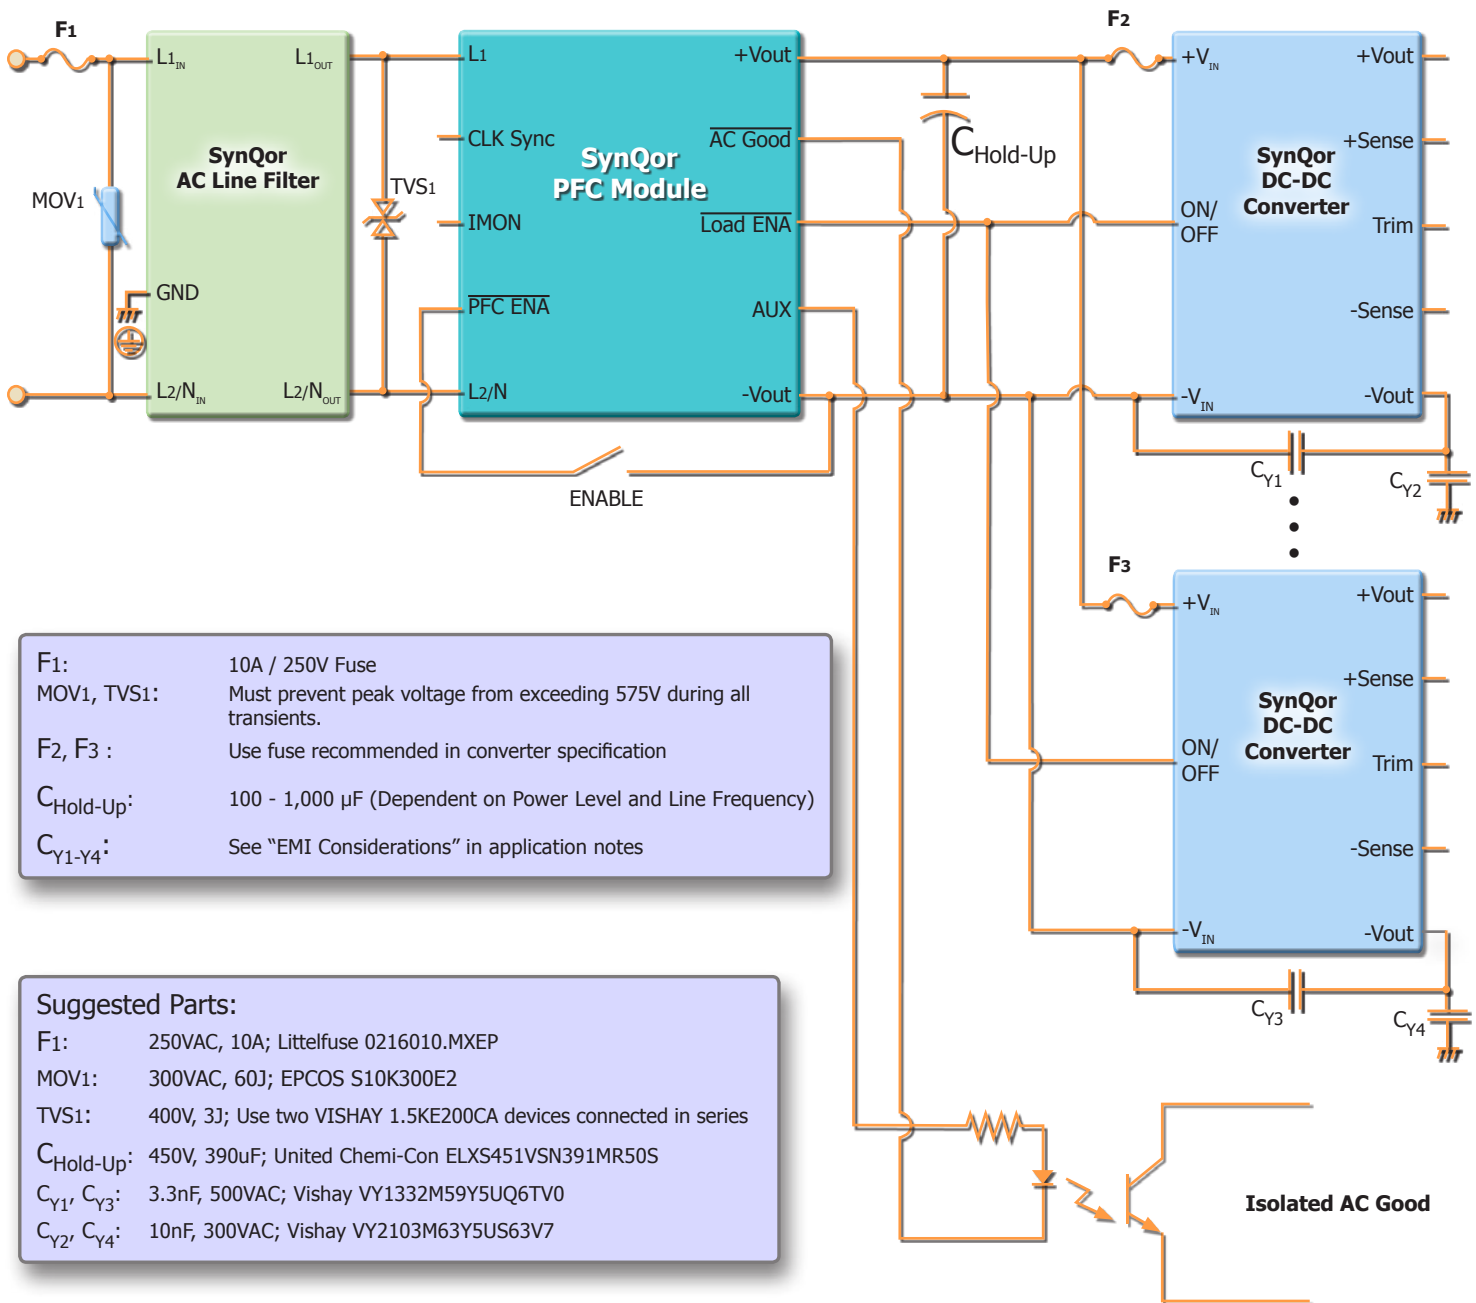 F1
F2
L1IN
L1OUT
L1
+Vout
+VIN
+Vout
SynQor
AC Line Filter
CLK Sync
SynQor
PFC Module
AC Good
CHold-Up
SynQor
DC-DC
Converter
+Sense
MOV1
TVS1
IMON
Load ENA
ON/
OFF
Trim
GND
PFC ENA
AUX
-Sense
L2/NIN
L2/NOUT
L2/N
-Vout
-VIN
-Vout
ENABLE
CY1
CY2
F3
+VIN
+Vout
+Sense
SynQor
DC-DC
Converter
ON/
OFF
Trim
-Sense
-VIN
-Vout
CY3
CY4
F1: 10A / 250V Fuse
MOV1, TVS1: Must prevent peak voltage from exceeding 575V during all
transients.
F2, F3 : Use fuse recommended in converter specification
CHold-Up: 100 - 1,000 µF (Dependent on Power Level and Line Frequency)
CY1-Y4: See “EMI Considerations” in application notes
Suggested Parts:
F1: 250VAC, 10A; Littelfuse 0216010.MXEP
MOV1: 300VAC, 60J; EPCOS S10K300E2
TVS1: 400V, 3J; Use two VISHAY 1.5KE200CA devices connected in series
CHold-Up: 450V, 390uF; United Chemi-Con ELXS451VSN391MR50S
CY1, CY3: 3.3nF, 500VAC; Vishay VY1332M59Y5UQ6TV0
CY2, CY4: 10nF, 300VAC; Vishay VY2103M63Y5US63V7
Isolated AC Good